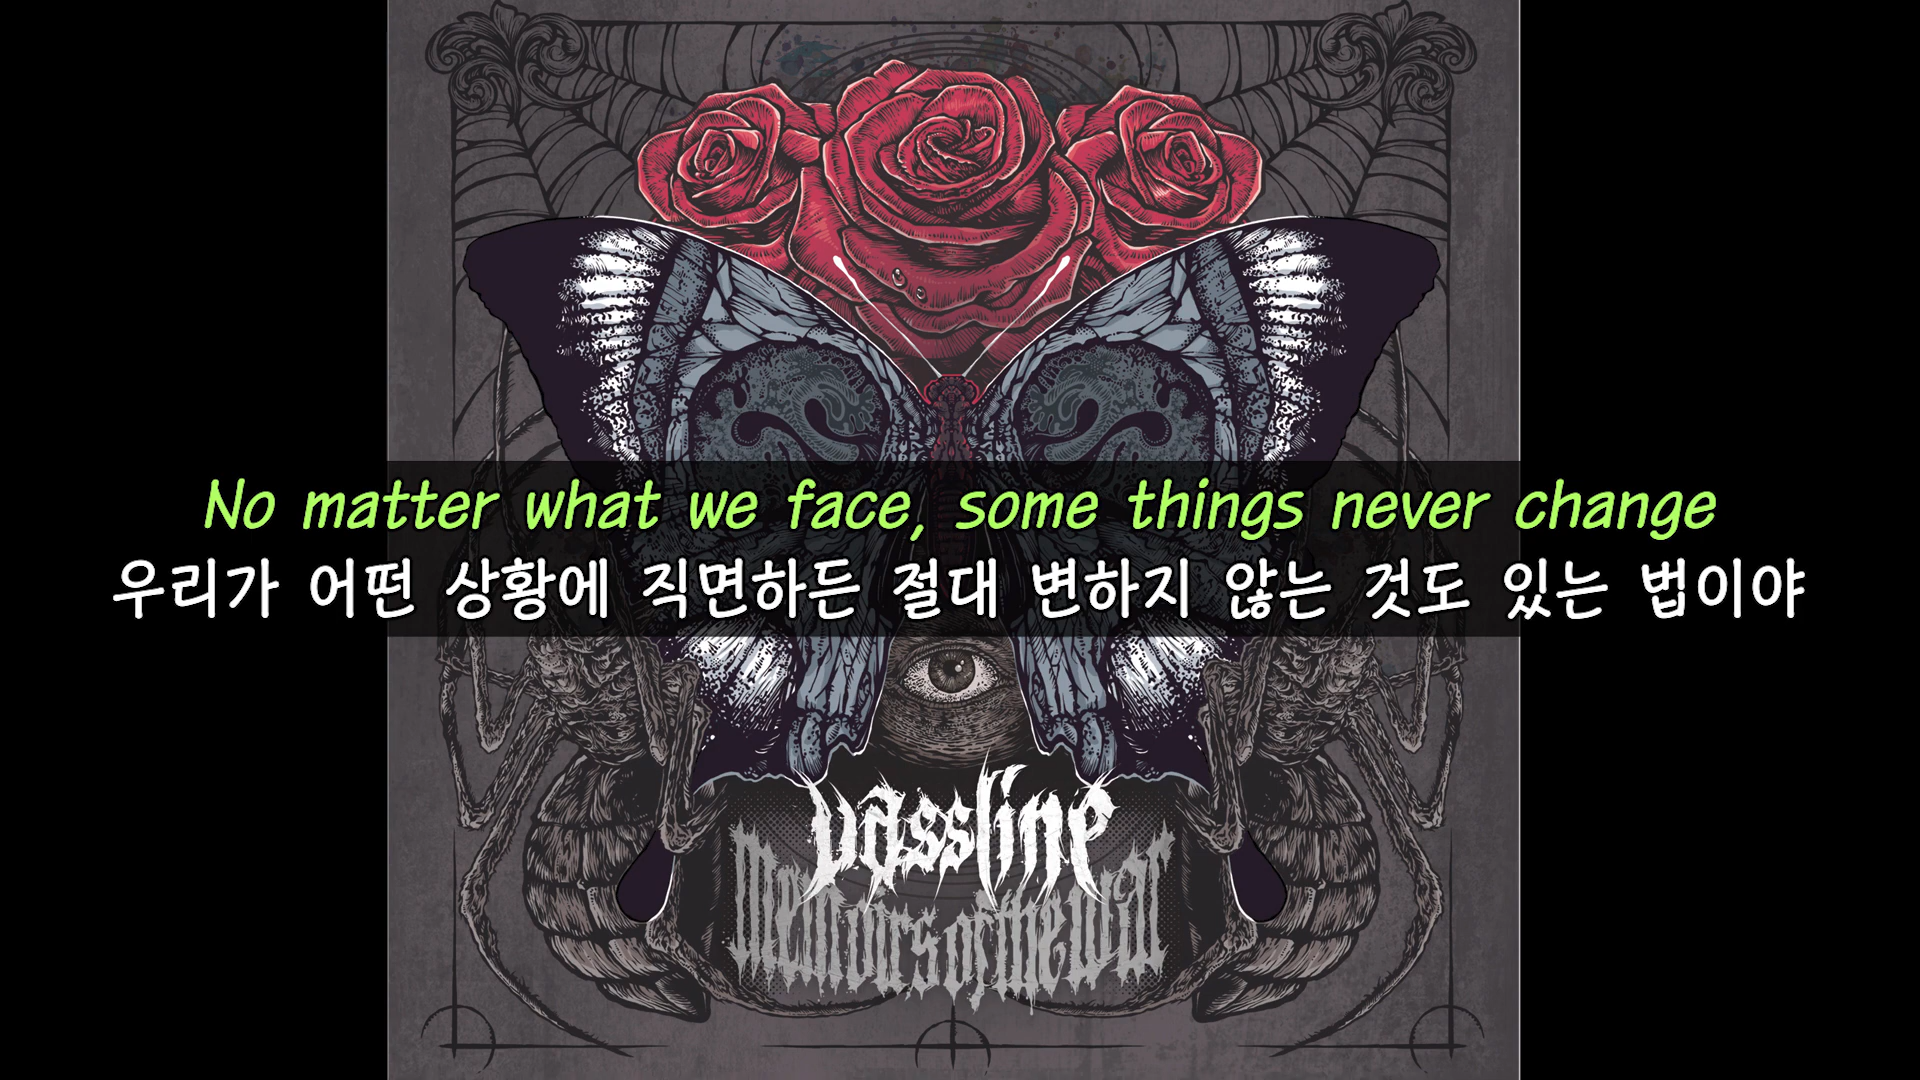 No matter what we face, some things never change
우리가 어떤 상황에 직면하든 절대 변하지 않는 것도 있는 법이야
vassline
memoirs of the war